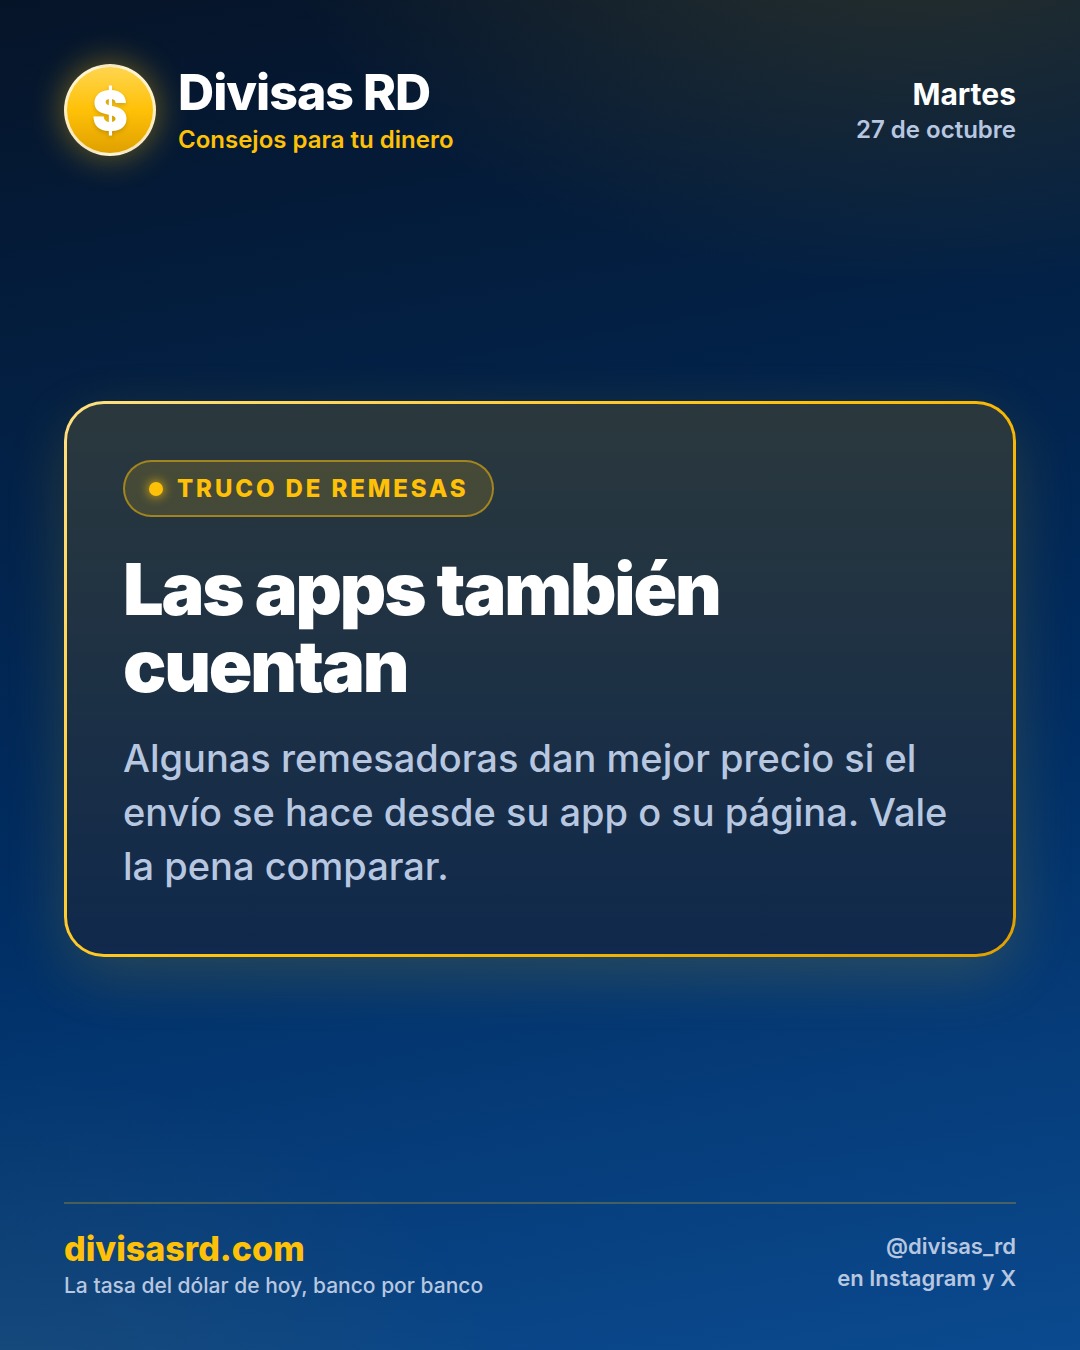 $
Divisas RD
Consejos para tu dinero
Martes
27 de octubre
TRUCO DE REMESAS
Las apps también
cuentan
Algunas remesadoras dan mejor precio si el
envío se hace desde su app o su página. Vale
la pena comparar.
divisasrd.com
La tasa del dólar de hoy, banco por banco
@divisas_rd
en Instagram y X